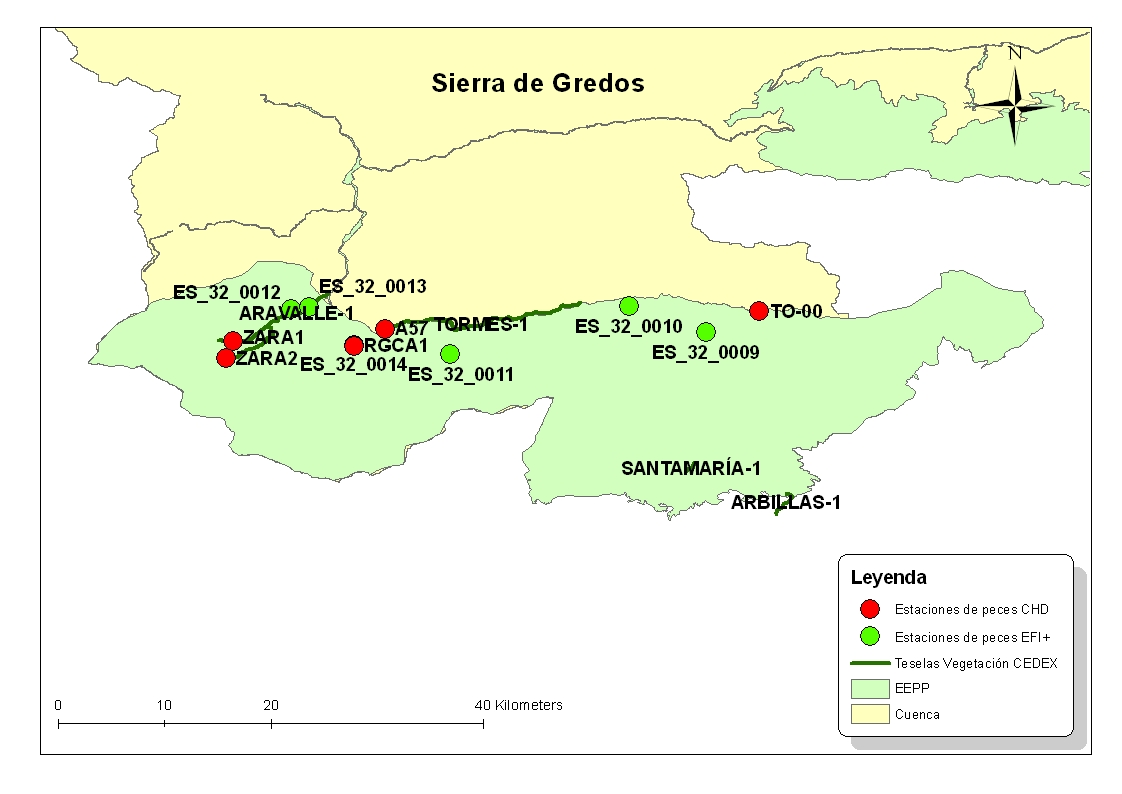 N
Sierra de Gredos
ES_32_0012
ES_32_0013
ARAVALLE-1
ZARA1
ZARA2
A57
TORMES-1
RGCA1
ES_32_0014
ES_32_0011
ES_32_0010
ES_32_0009
TO-00
SANTAMARÍA-1
ARBILLAS-1
Leyenda
Estaciones de peces CHD
Estaciones de peces EFI+
Teselas Vegetación CEDEX
EEPP
Cuenca
0 10 20 40 Kilometers